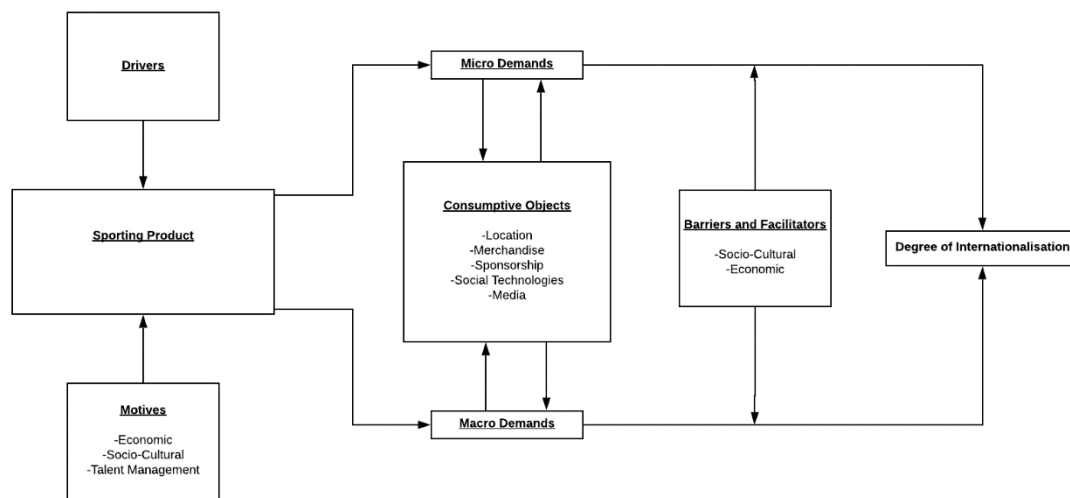 Drivers
Sporting Product
Motives
-Economic
-Socio-Cultural
-Talent Management
Micro Demands
Consumptive Objects
-Location
-Merchandise
-Sponsorship
-Social Technologies
-Media
Macro Demands
Barriers and Facilitators
-Socio-Cultural
-Economic
Degree of Internationalisation